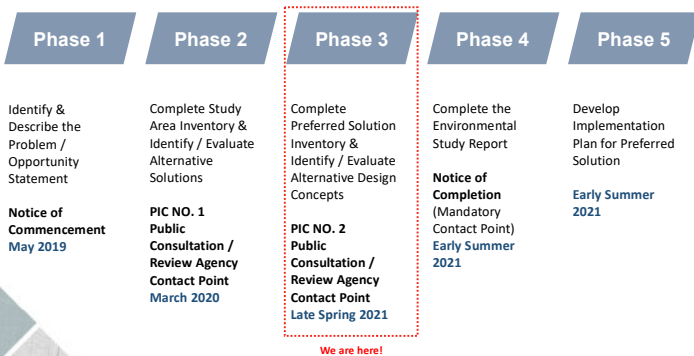 Phase 1
Identify &
Describe the
Problem /
Opportunity
Statement
Notice of
Commencement
May 2019
Phase 2
Complete Study
Area Inventory &
Identify / Evaluate
Alternative
Solutions
PIC NO. 1
Public
Consultation /
Review Agency
Contact Point
March 2020
Phase 3
Complete
Preferred Solution
Inventory &
Identify / Evaluate
Alternative Design
Concepts
PIC NO. 2
Public
Consultation /
Review Agency
Contact Point
Late Spring 2021
We are here!
Phase 4
Complete the
Environmental
Study Report
Notice of
Completion
(Mandatory
Contact Point)
Early Summer
2021
Phase 5
Develop
Implementation
Plan for Preferred
Solution
Early Summer
2021